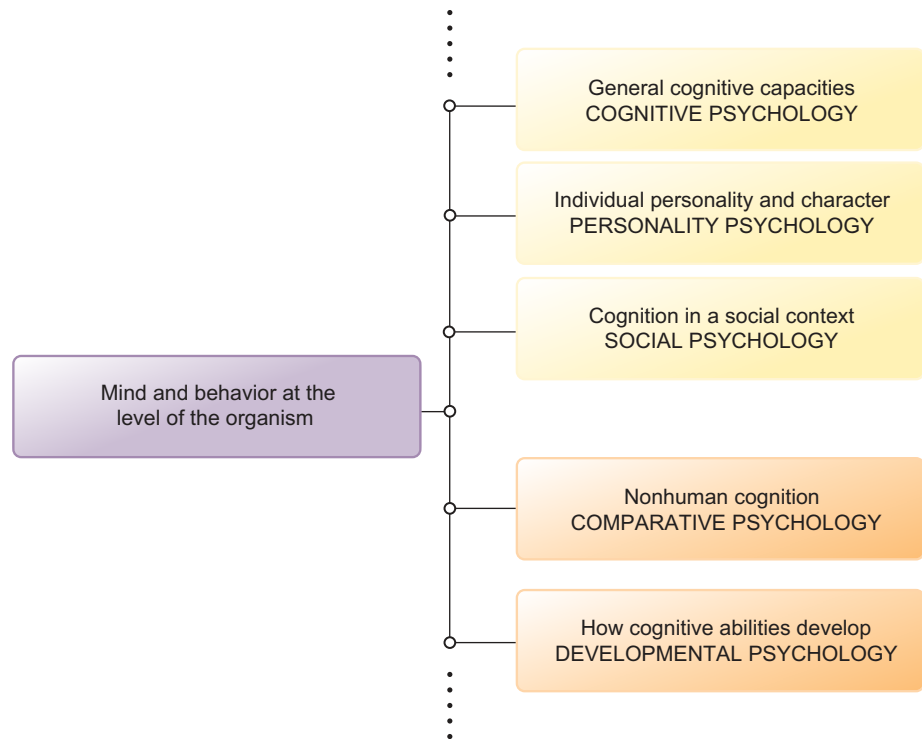 General cognitive capacities
COGNITIVE PSYCHOLOGY
Individual personality and character
PERSONALITY PSYCHOLOGY
Cognition in a social context
SOCIAL PSYCHOLOGY
Mind and behavior at the
level of the organism
Nonhuman cognition
COMPARATIVE PSYCHOLOGY
How cognitive abilities develop
DEVELOPMENTAL PSYCHOLOGY